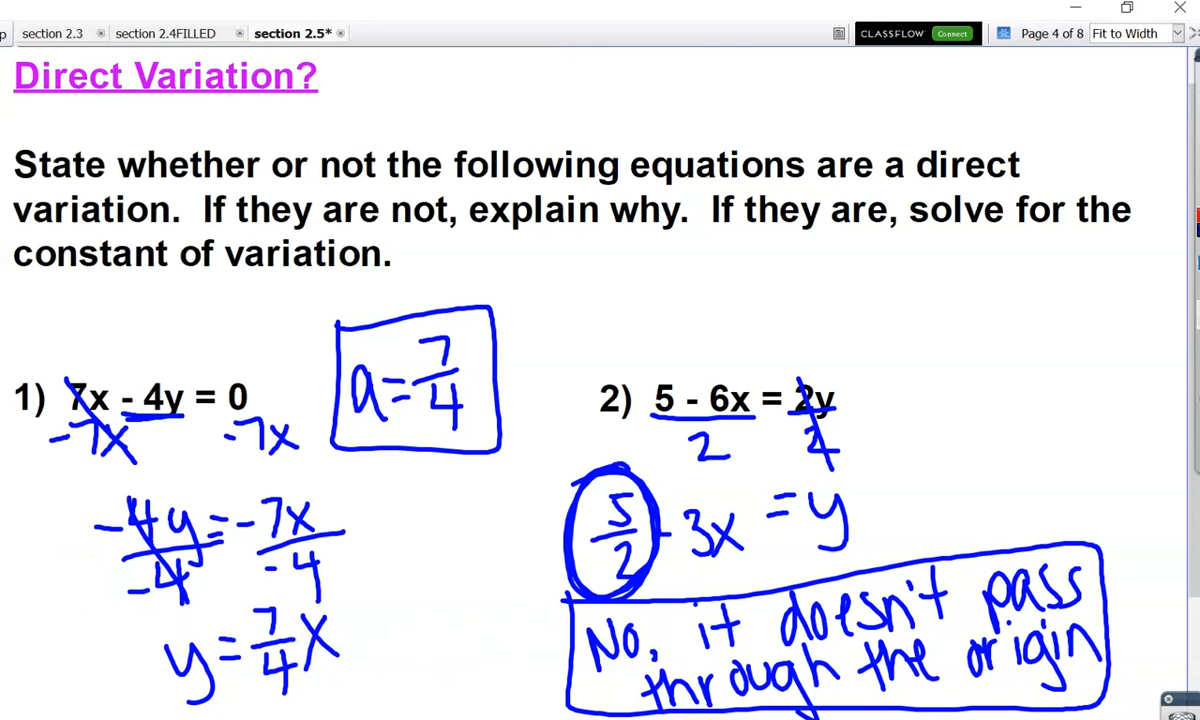 p section 2.3 section 2.4FILLED section 2.5* CLASSFLOW Connect Page 4 of 8 Fit to Width
Direct Variation?
State whether or not the following equations are a direct
variation. If they are not, explain why. If they are, solve for the
constant of variation.
a = 7/4
1) 7x - 4y = 0
-7x -7x
-4y = -7x
-4 -4
y = 7/4 x
2) 5 - 6x = 2y
2 2
5/2 - 3x = y
No, it doesn't pass
through the origin